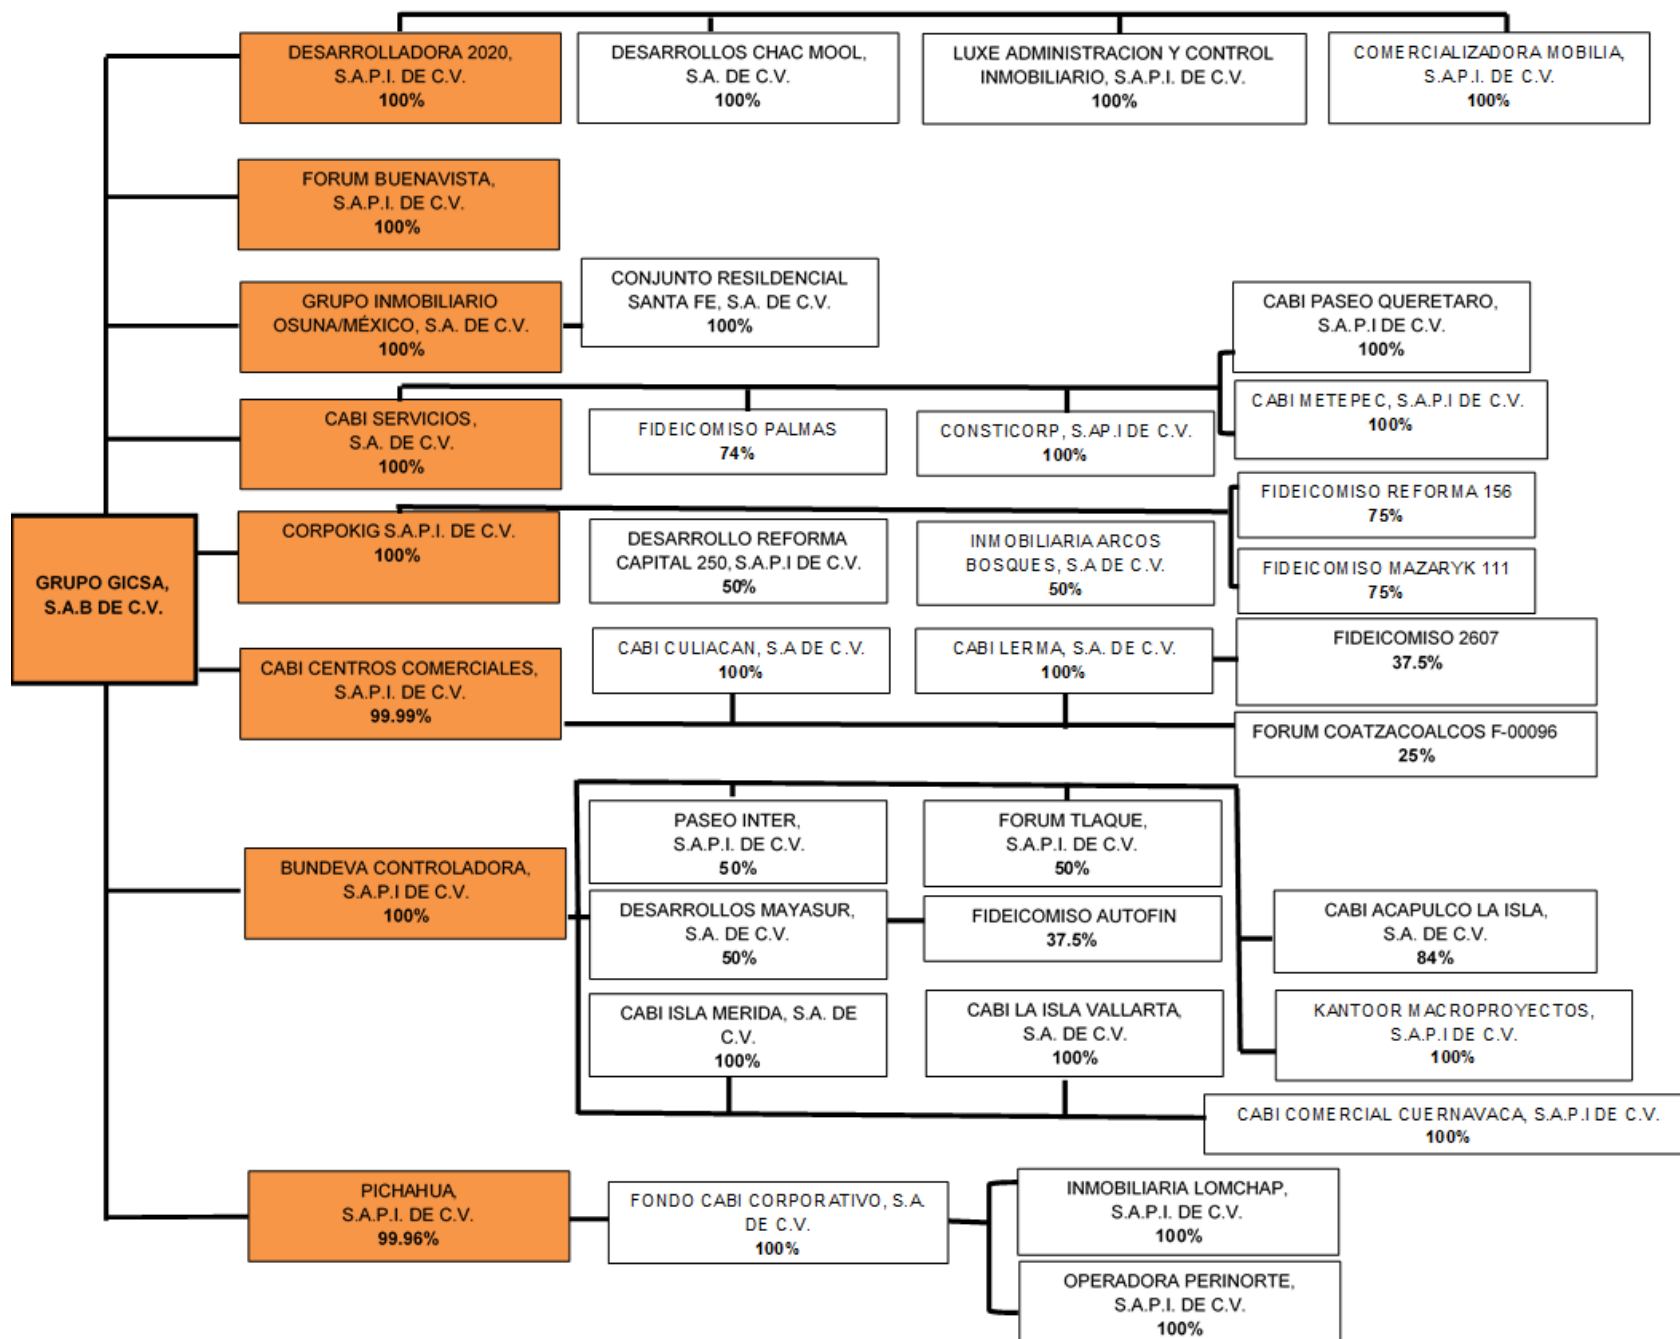 DESARROLLADORA 2020,
S.A.P.I. DE C.V.
100%
DESARROLLOS CHAC MOOL,
S.A. DE C.V.
100%
LUXE ADMINISTRACION Y CONTROL
INMOBILIARIO, S.A.P.I. DE C.V.
100%
COMERCIALIZADORA MOBILIA,
S.A.P.I. DE C.V.
100%
FORUM BUENAVISTA,
S.A.P.I. DE C.V.
100%
GRUPO INMOBILIARIO
OSUNA/MÉXICO, S.A. DE C.V.
100%
CONJUNTO RESILDENCIAL
SANTA FE, S.A. DE C.V.
100%
CABI PASEO QUERETARO,
S.A.P.I DE C.V.
100%
CABI METEPEC, S.A.P.I DE C.V.
100%
CABI SERVICIOS,
S.A. DE C.V.
100%
FIDEICOMISO PALMAS
74%
CONSTICORP, S.AP.I DE C.V.
100%
FIDEICOMISO REFORMA 156
75%
FIDEICOMISO MAZARYK 111
75%
GRUPO GICSA,
S.A.B DE C.V.
CORPOKIG S.A.P.I. DE C.V.
100%
DESARROLLO REFORMA
CAPITAL 250, S.A.P.I DE C.V.
50%
INMOBILIARIA ARCOS
BOSQUES, S.A DE C.V.
50%
CABI CENTROS COMERCIALES,
S.A.P.I. DE C.V.
99.99%
CABI CULIACAN, S.A DE C.V.
100%
CABI LERMA, S.A. DE C.V.
100%
FIDEICOMISO 2607
37.5%
FORUM COATZACOALCOS F-00096
25%
BUNDEVA CONTROLADORA,
S.A.P.I DE C.V.
100%
PASEO INTER,
S.A.P.I. DE C.V.
50%
FORUM TLAQUE,
S.A.P.I. DE C.V.
50%
DESARROLLOS MAYASUR,
S.A. DE C.V.
50%
FIDEICOMISO AUTOFIN
37.5%
CABI ACAPULCO LA ISLA,
S.A. DE C.V.
84%
CABI ISLA MERIDA, S.A. DE
C.V.
100%
CABI LA ISLA VALLARTA,
S.A. DE C.V.
100%
KANTOOR MACROPROYECTOS,
S.A.P.I DE C.V.
100%
CABI COMERCIAL CUERNAVACA, S.A.P.I DE C.V.
100%
PICHAHUA,
S.A.P.I. DE C.V.
99.96%
FONDO CABI CORPORATIVO, S.A.
DE C.V.
100%
INMOBILIARIA LOMCHAP,
S.A.P.I. DE C.V.
100%
OPERADORA PERINORTE,
S.A.P.I. DE C.V.
100%